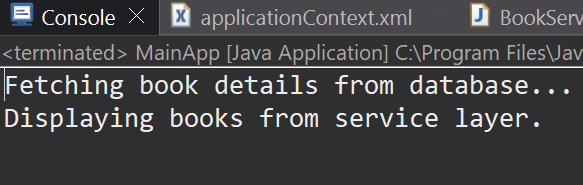 Console applicationContext.xml BookServ
<terminated> MainApp [Java Application] C:\Program Files\Jav
Fetching book details from database...
Displaying books from service layer.